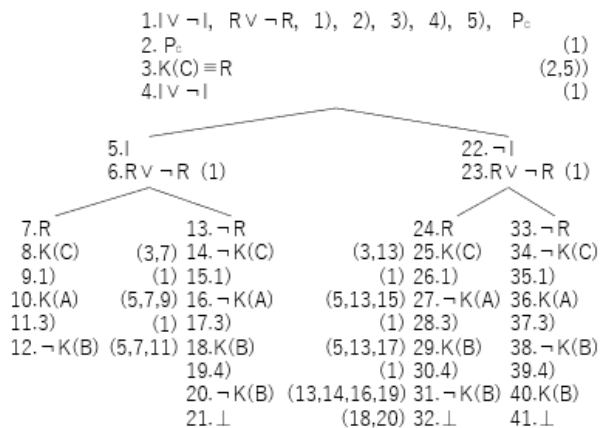 1.I∨¬I, R∨¬R, 1), 2), 3), 4), 5), Pc
2. Pc (1)
3.K(C)≡R (2,5))
4.I∨¬I (1)
5.I 22.¬I
6.R∨¬R (1) 23.R∨¬R (1)
7.R 13.¬R 24.R 33.¬R
8.K(C) (3,7) 14.¬K(C) (3,13) 25.K(C) 34.¬K(C)
9.1) (1) 15.1) (1) 26.1) 35.1)
10.K(A) (5,7,9) 16.¬K(A) (5,13,15) 27.¬K(A) 36.K(A)
11.3) (1) 17.3) (1) 28.3) 37.3)
12.¬K(B) (5,7,11) 18.K(B) (5,13,17) 29.K(B) 38.¬K(B)
19.4) (1) 30.4) 39.4)
20.¬K(B) (13,14,16,19) 31.¬K(B) 40.K(B)
21.⊥ (18,20) 32.⊥ 41.⊥